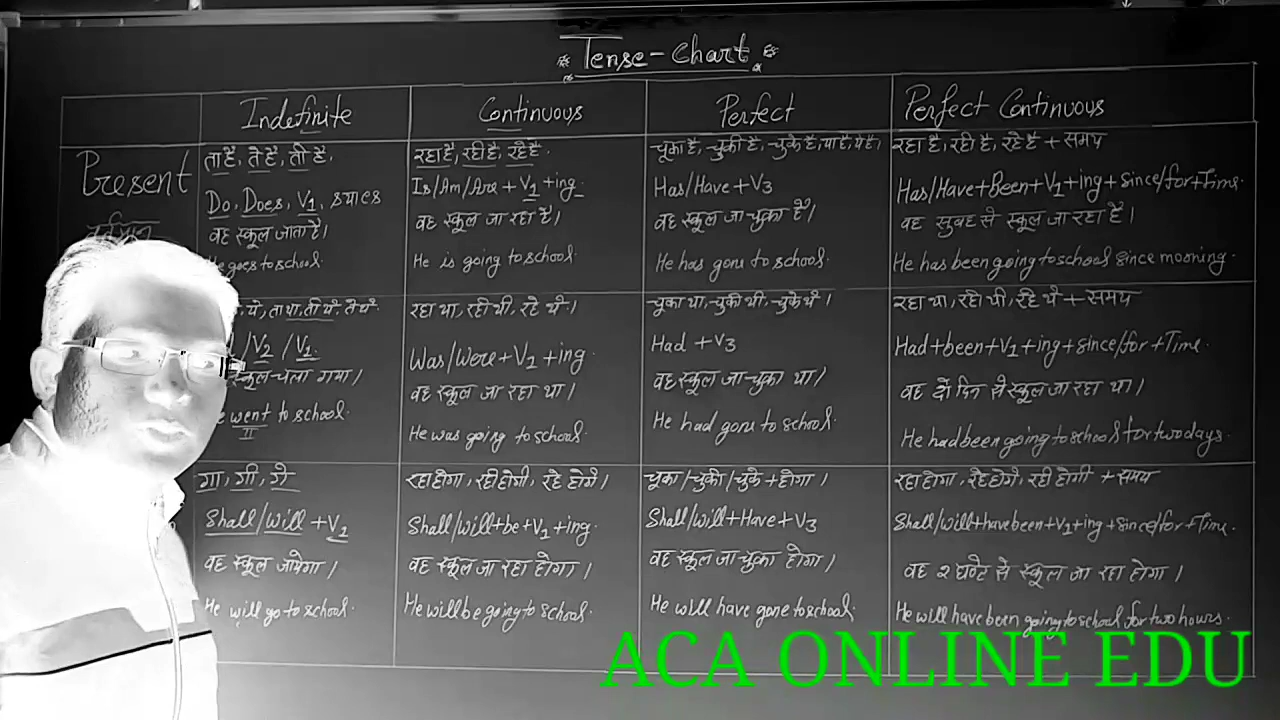 Tense-Chart
Indefinite
Continuous
Perfect
Perfect Continuous
Present
ता है, ते है, ती है,
Do, Does, V1, s या es
वह स्कूल जाता है।
He goes to school.
रहा है, रही है, रहे है.
Is/Am/Are + V1 + ing
वह स्कूल जा रहा है।
He is going to school.
चूका है, चुकी है, चुके है,
Has/Have + V3
वह स्कूल जा चुका है।
He has gone to school.
रहा है, रही है, रहे है + समय
Has/Have+Been+V1+ing+Since/for+Time.
वह सुबह से स्कूल जा रहा है।
He has been going to school since mooning.
/V2 /V1.
स्कूल चला गया।
went to school.
II
रहा था, रही थी, रहे थे।
Was/Were+V1+ing.
वह स्कूल जा रहा था।
He was going to school.
चूका था, चुकी थी, चुके थे।
Had +V3
वह स्कूल जा चुका था।
He had gone to school.
रहा था, रही थी, रहे थे + समय
Had+been+V1+ing+since/for+Time.
वह दो दिन से स्कूल जा रहा था।
He had been going to school for two days.
गा, गी, गे
Shall/will +V1
वह स्कूल जायेगा।
He will go to school.
रहा होगा, रही होगी, रहे होगे।
Shall/will+be+V1+ing.
वह स्कूल जा रहा होगा।
He will be going to school.
चूका/चुकी/चुके +होगा।
Shall/will+Have+V3
वह स्कूल जा चुका होगा।
He will have gone to school.
रहा होगा, रहे होगे, रही होगी +समय
Shall/will+have been+V1+ing+since/for+Time.
वह २ घण्टे से स्कूल जा रहा होगा।
He will have been going to school for two hours.
ACA ONLINE EDU